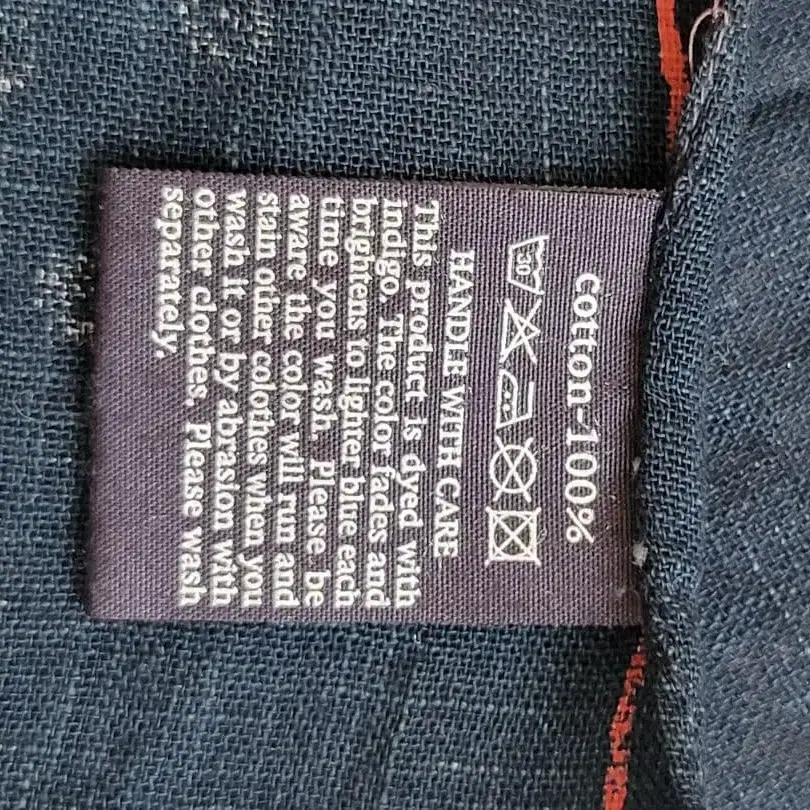 cotton-100%
30
HANDLE WITH CARE
This product is dyed with
indigo. The color fades and
brightens to lighter blue each
time you wash. Please be
aware the color will run and
stain other colothes when you
wash it or by abrasion with
other clothes. Please wash
separately.